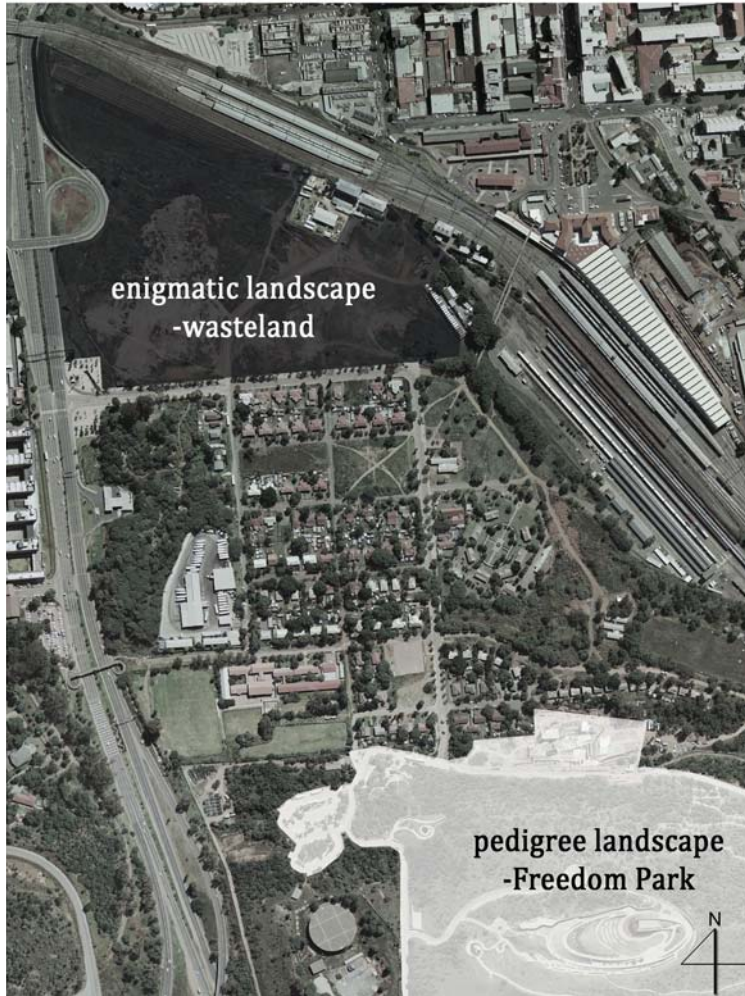 enigmatic landscape
-wasteland
pedigree landscape
-Freedom Park
N